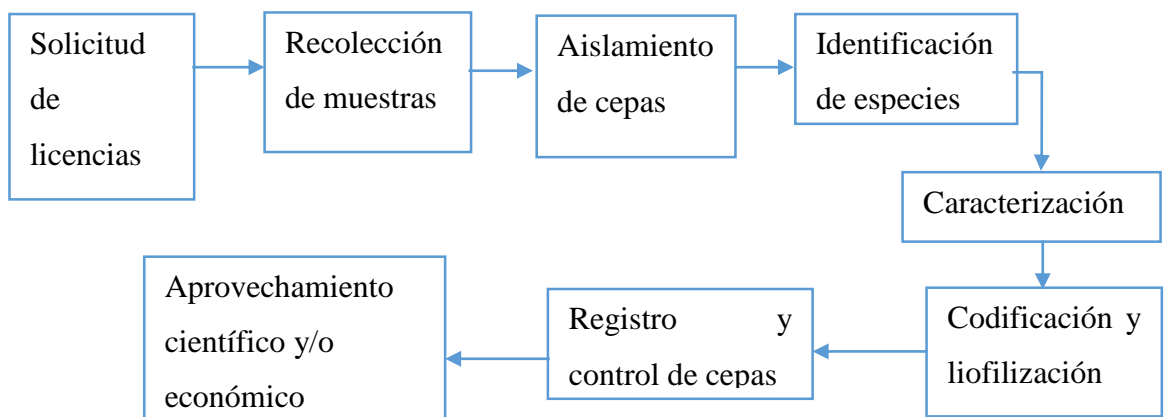 Solicitud
de
licencias
Recolección
de muestras
Aislamiento
de cepas
Identificación
de especies
Caracterización
Codificación y
liofilización
Registro y
control de cepas
Aprovechamiento
científico y/o
económico